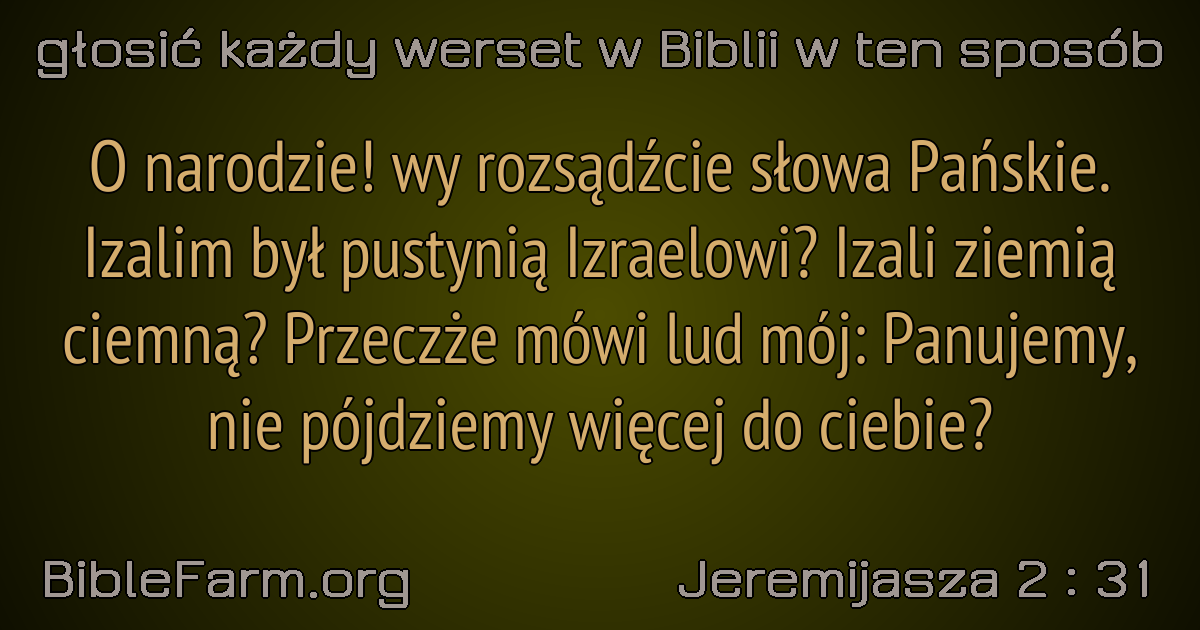 głosić każdy werset w Biblii w ten sposób
O narodzie! wy rozsądźcie słowa Pańskie.
Izalim był pustynią Izraelowi? Izali ziemią
ciemną? Przeczże mówi lud mój: Panujemy,
nie pójdziemy więcej do ciebie?
BibleFarm.org
Jeremijasza 2 : 31